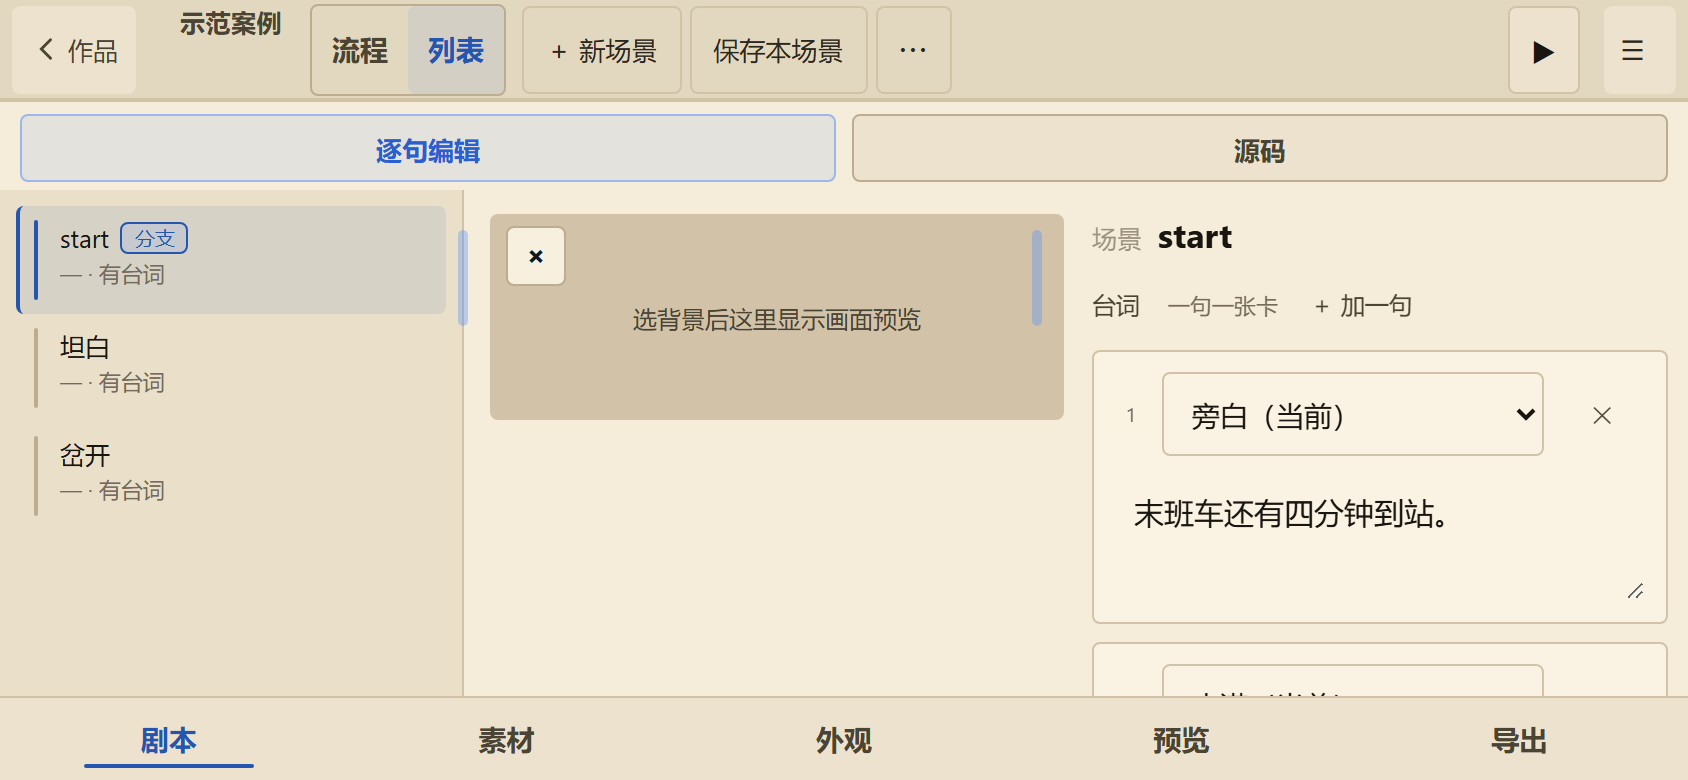 作品
示范案例
流程
列表
+ 新场景
保存本场景
...
逐句编辑
源码
start 分支
— · 有台词
坦白
— · 有台词
岔开
— · 有台词
选背景后这里显示画面预览
场景 start
台词 一句一张卡 + 加一句
1 旁白（当前）
末班车还有四分钟到站。
剧本
素材
外观
预览
导出